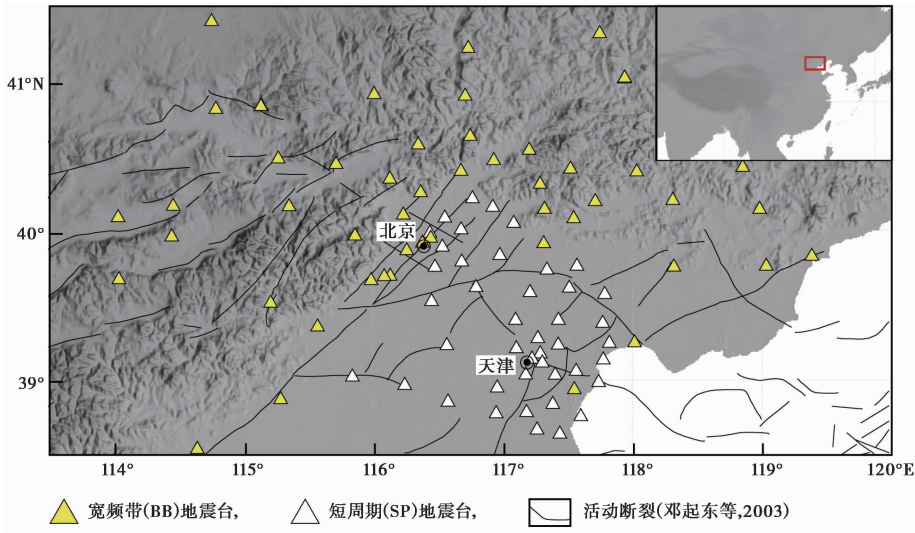 41°N
40°
39°
北京
天津
114°
115°
116°
117°
118°
119°
120°E
宽频带(BB)地震台,
短周期(SP)地震台,
活动断裂(邓起东等,2003)